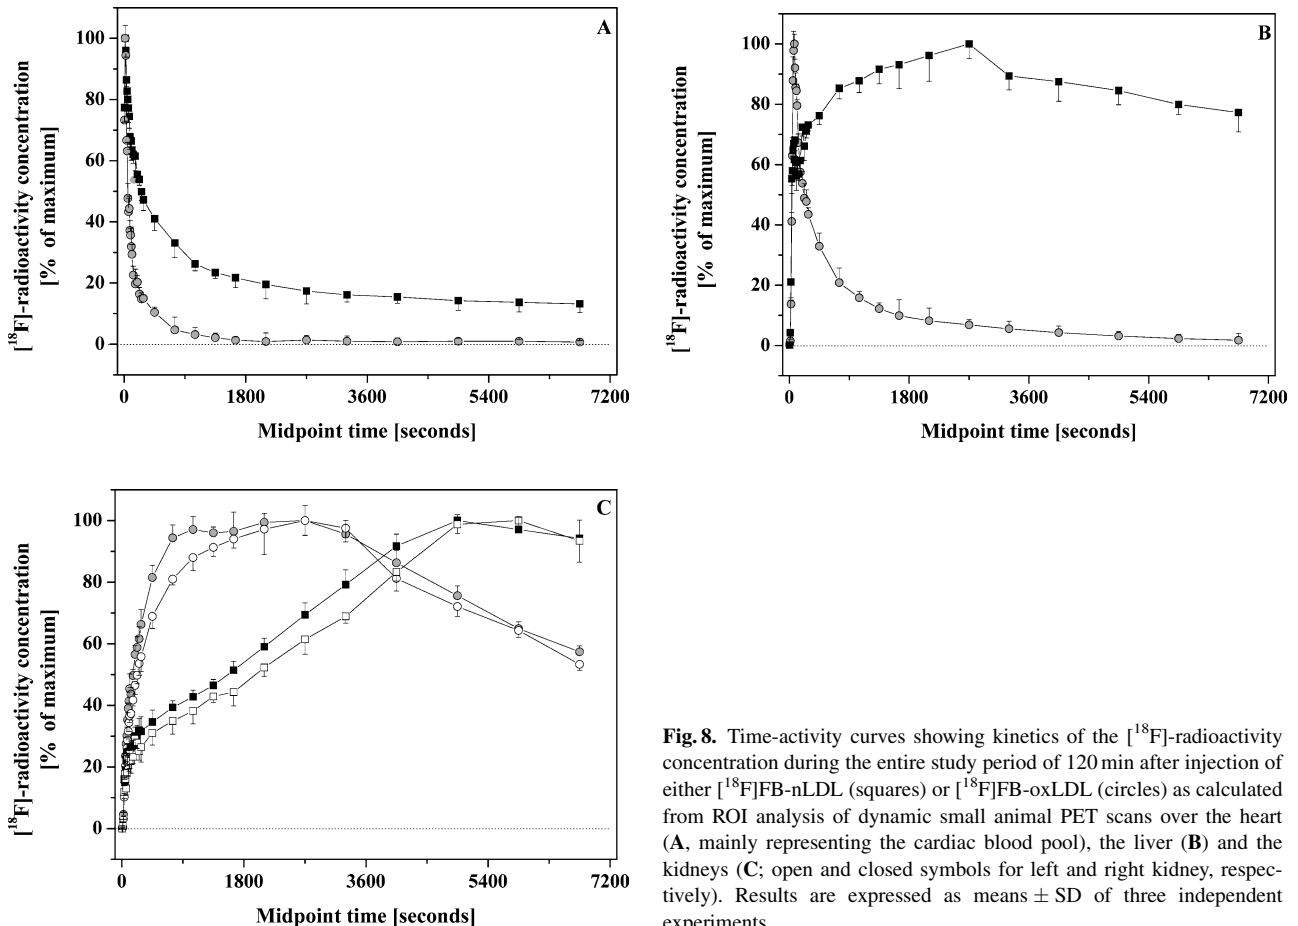 A
100
80
60
40
20
0
[18F]-radioactivity concentration
[% of maximum]
0 1800 3600 5400 7200
Midpoint time [seconds]
B
100
80
60
40
20
0
[18F]-radioactivity concentration
[% of maximum]
0 1800 3600 5400 7200
Midpoint time [seconds]
C
100
80
60
40
20
0
[18F]-radioactivity concentration
[% of maximum]
0 1800 3600 5400 7200
Midpoint time [seconds]
Fig. 8. Time-activity curves showing kinetics of the [18F]-radioactivity
concentration during the entire study period of 120 min after injection of
either [18F]FB-nLDL (squares) or [18F]FB-oxLDL (circles) as calculated
from ROI analysis of dynamic small animal PET scans over the heart
(A, mainly representing the cardiac blood pool), the liver (B) and the
kidneys (C; open and closed symbols for left and right kidney, respec-
tively). Results are expressed as means ± SD of three independent
experiments